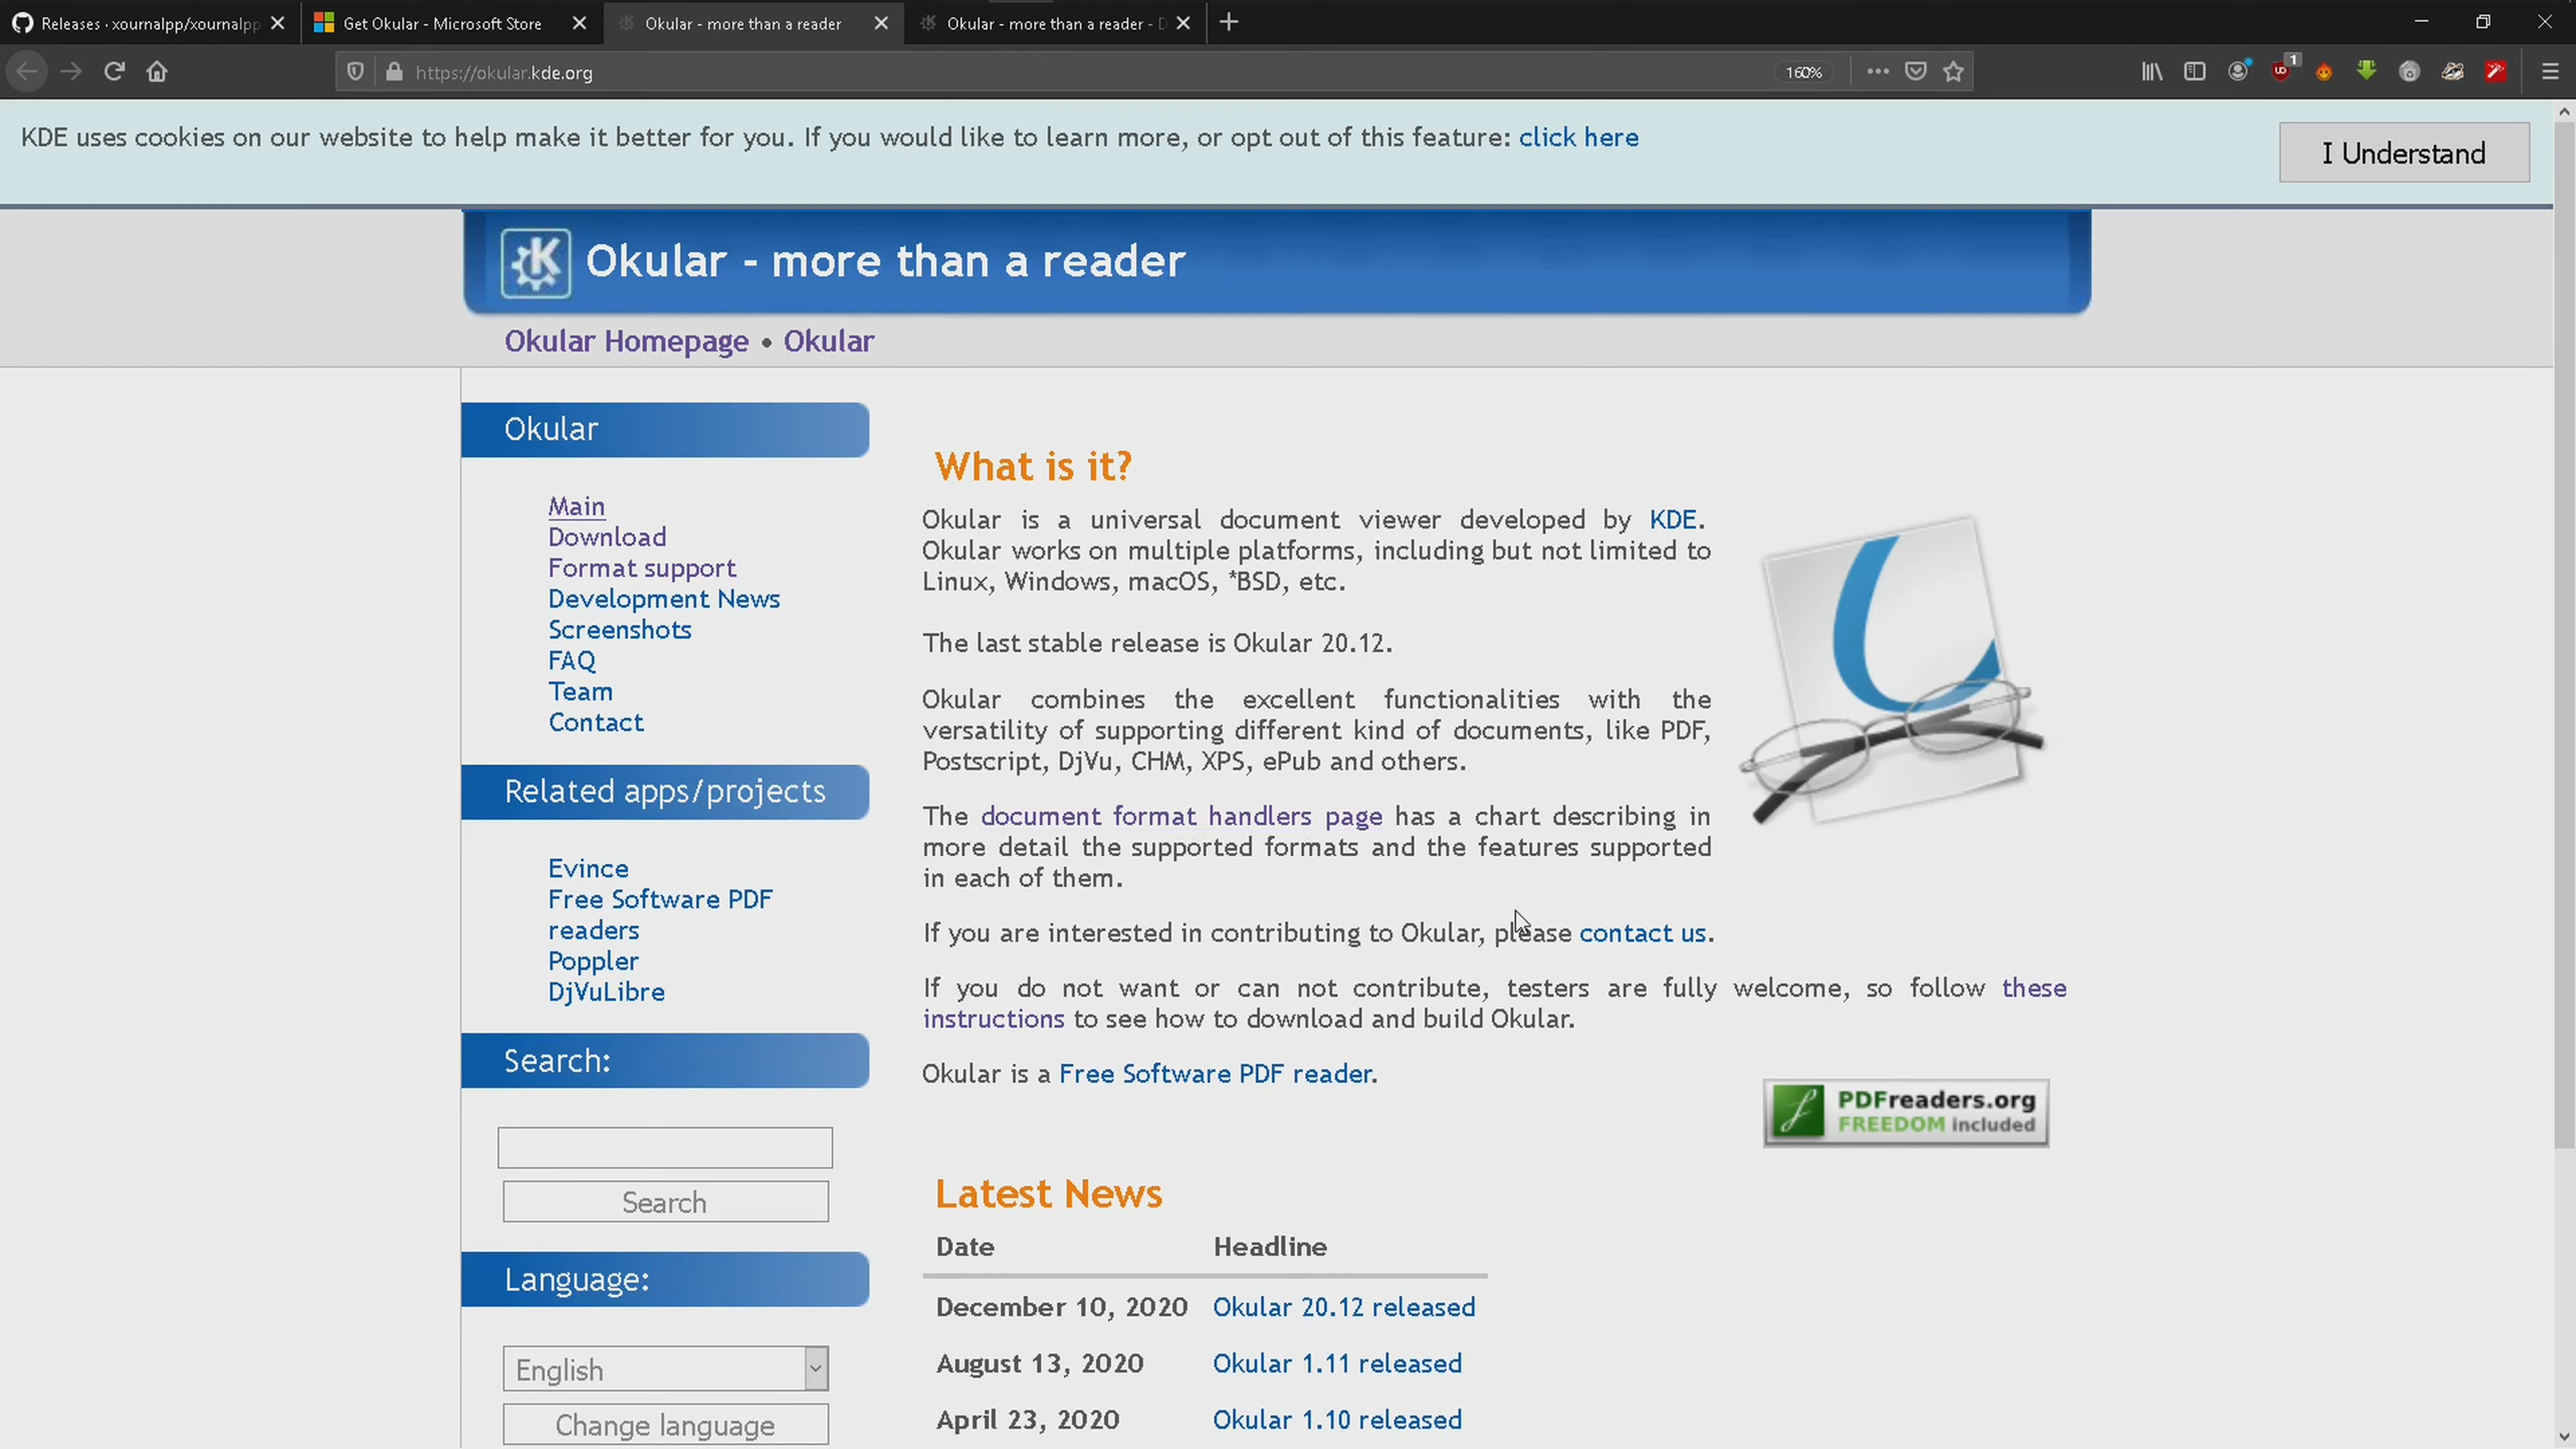 Releases · xournalpp/xournalpp
Get Okular - Microsoft Store
Okular - more than a reader
Okular - more than a reader - D
https://okular.kde.org
160%
1
KDE uses cookies on our website to help make it better for you. If you would like to learn more, or opt out of this feature: click here
I Understand
Okular - more than a reader
Okular Homepage • Okular
Okular
Main
Download
Format support
Development News
Screenshots
FAQ
Team
Contact
Related apps/projects
Evince
Free Software PDF
readers
Poppler
DjVuLibre
Search:
Search
Language:
English
Change language
What is it?
Okular is a universal document viewer developed by KDE.
Okular works on multiple platforms, including but not limited to
Linux, Windows, macOS, *BSD, etc.
The last stable release is Okular 20.12.
Okular combines the excellent functionalities with the
versatility of supporting different kind of documents, like PDF,
Postscript, DjVu, CHM, XPS, ePub and others.
The document format handlers page has a chart describing in
more detail the supported formats and the features supported
in each of them.
If you are interested in contributing to Okular, please contact us.
If you do not want or can not contribute, testers are fully welcome, so follow these
instructions to see how to download and build Okular.
Okular is a Free Software PDF reader.
PDFreaders.org
FREEDOM included
Latest News
Date Headline
December 10, 2020 Okular 20.12 released
August 13, 2020 Okular 1.11 released
April 23, 2020 Okular 1.10 released